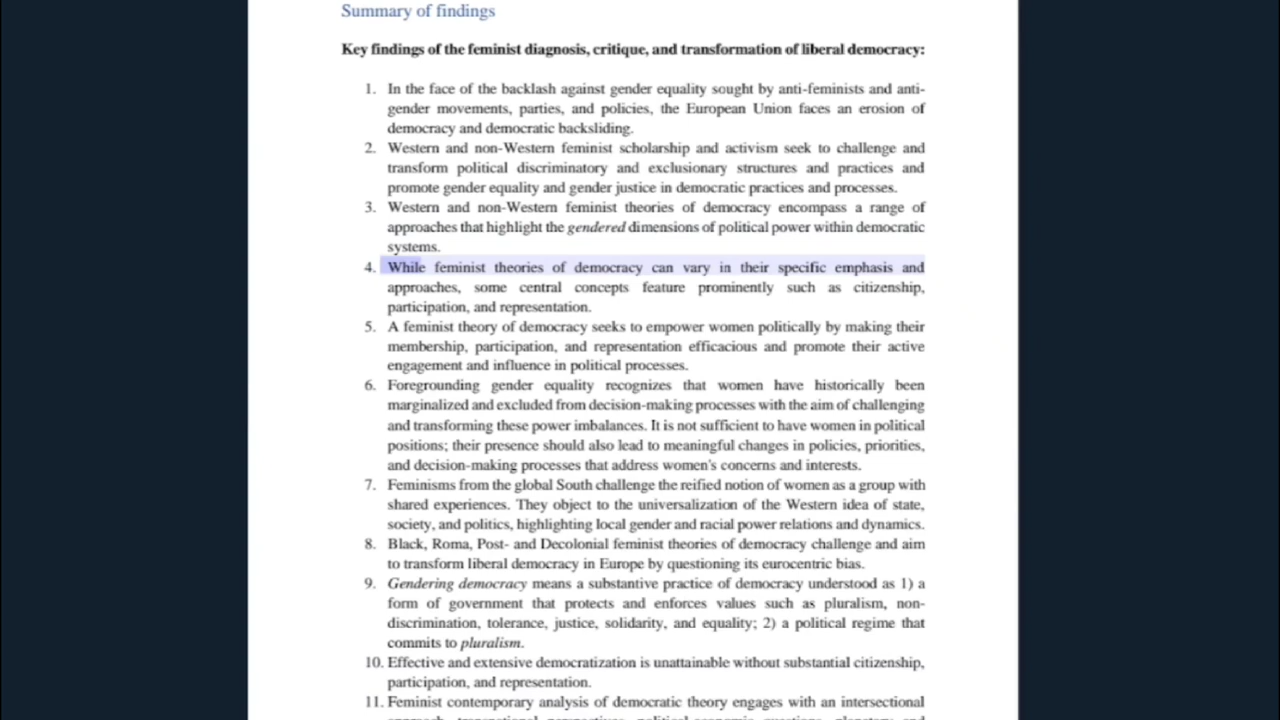 Summary of findings
Key findings of the feminist diagnosis, critique, and transformation of liberal democracy:
1. In the face of the backlash against gender equality sought by anti-feminists and anti-
gender movements, parties, and policies, the European Union faces an erosion of
democracy and democratic backsliding.
2. Western and non-Western feminist scholarship and activism seek to challenge and
transform political discriminatory and exclusionary structures and practices and
promote gender equality and gender justice in democratic practices and processes.
3. Western and non-Western feminist theories of democracy encompass a range of
approaches that highlight the gendered dimensions of political power within democratic
systems.
4. While feminist theories of democracy can vary in their specific emphasis and
approaches, some central concepts feature prominently such as citizenship,
participation, and representation.
5. A feminist theory of democracy seeks to empower women politically by making their
membership, participation, and representation efficacious and promote their active
engagement and influence in political processes.
6. Foregrounding gender equality recognizes that women have historically been
marginalized and excluded from decision-making processes with the aim of challenging
and transforming these power imbalances. It is not sufficient to have women in political
positions; their presence should also lead to meaningful changes in policies, priorities,
and decision-making processes that address women's concerns and interests.
7. Feminisms from the global South challenge the reified notion of women as a group with
shared experiences. They object to the universalization of the Western idea of state,
society, and politics, highlighting local gender and racial power relations and dynamics.
8. Black, Roma, Post- and Decolonial feminist theories of democracy challenge and aim
to transform liberal democracy in Europe by questioning its eurocentric bias.
9. Gendering democracy means a substantive practice of democracy understood as 1) a
form of government that protects and enforces values such as pluralism, non-
discrimination, tolerance, justice, solidarity, and equality; 2) a political regime that
commits to pluralism.
10. Effective and extensive democratization is unattainable without substantial citizenship,
participation, and representation.
11. Feminist contemporary analysis of democratic theory engages with an intersectional